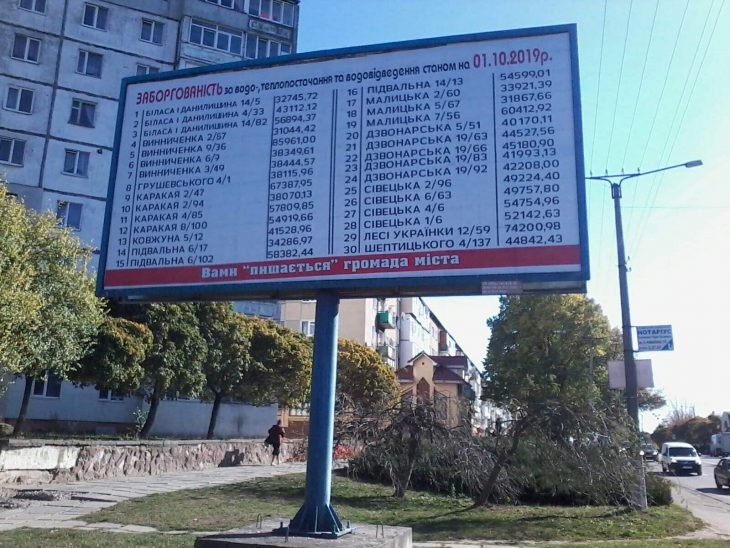 ЗАБОРГОВАНІСТЬ за водо-, теплопостачання та водовідведення станом на 01.10.2019р.
1 БІЛАСА І ДАНИЛИШИНА 14/5 32745,72
2 БІЛАСА І ДАНИЛИШИНА 4/33 43112,12
3 БІЛАСА І ДАНИЛИШИНА 14/82 56894,37
4 ВИННИЧЕНКА 2/57 31044,42
5 ВИННИЧЕНКА 9/36 85961,00
6 ВИННИЧЕНКА 6/9 38349,61
7 ВИННИЧЕНКА 3/49 38444,57
8 ГРУШЕВСЬКОГО 4/1 38115,96
9 КАРАКАЯ 2/47 67387,95
10 КАРАКАЯ 2/94 38070,13
11 КАРАКАЯ 4/85 57809,85
12 КАРАКАЯ 8/100 54919,66
13 КОВЖУНА 5/12 41528,96
14 ПІДВАЛЬНА 6/17 34286,97
15 ПІДВАЛЬНА 6/102 58382,44
16 ПІДВАЛЬНА 14/13 54599,01
17 МАЛИЦЬКА 2/60 33921,39
18 МАЛИЦЬКА 5/67 31867,66
19 МАЛИЦЬКА 7/56 60412,92
20 ДЗВОНАРСЬКА 5/51 40170,11
21 ДЗВОНАРСЬКА 19/63 44527,56
22 ДЗВОНАРСЬКА 19/66 45180,90
23 ДЗВОНАРСЬКА 19/83 41993,13
24 ДЗВОНАРСЬКА 19/92 42208,00
25 СІВЕЦЬКА 2/96 49224,40
26 СІВЕЦЬКА 6/63 49757,80
27 СІВЕЦЬКА 4/6 54754,96
28 СІВЕЦЬКА 1/6 52142,63
29 ЛЕСІ УКРАЇНКИ 12/59 74200,98
30 ШЕПТИЦЬКОГО 4/137 44842,43
Вами "пишається" громада міста
НОТАРІУС